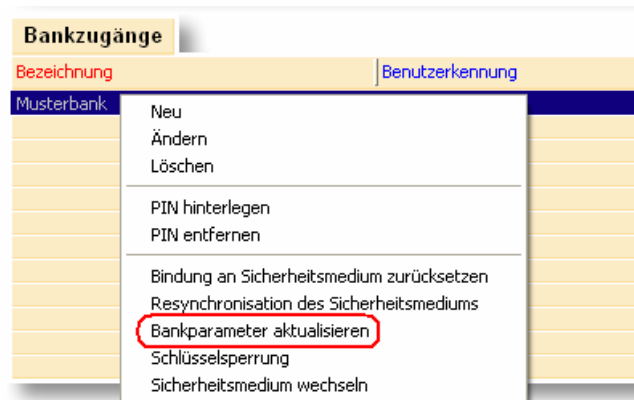 Bankzugänge
Bezeichnung Benutzerkennung
Musterbank
Neu
Ändern
Löschen
PIN hinterlegen
PIN entfernen
Bindung an Sicherheitsmedium zurücksetzen
Resynchronisation des Sicherheitsmediums
Bankparameter aktualisieren
Schlüsselsperrung
Sicherheitsmedium wechseln